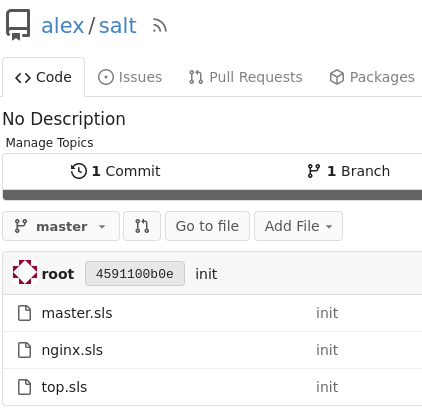 alex/salt
Code Issues Pull Requests Packages
No Description
Manage Topics
1 Commit 1 Branch
master Go to file Add File
root 4591100b0e init
master.sls init
nginx.sls init
top.sls init